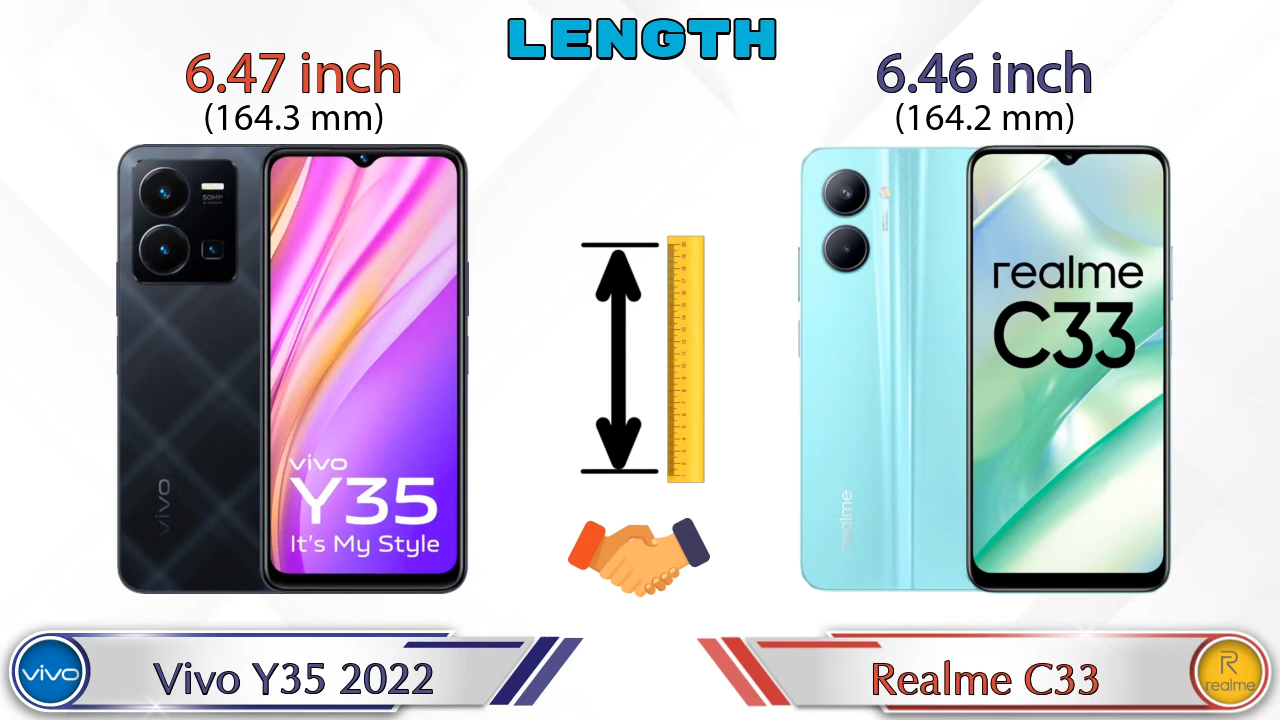 LENGTH
6.47 inch
(164.3 mm)
6.46 inch
(164.2 mm)
50MP
vivo
vivo
Y35
It's My Style
realme
realme
C33
vivo
Vivo Y35 2022
Realme C33
R
realme